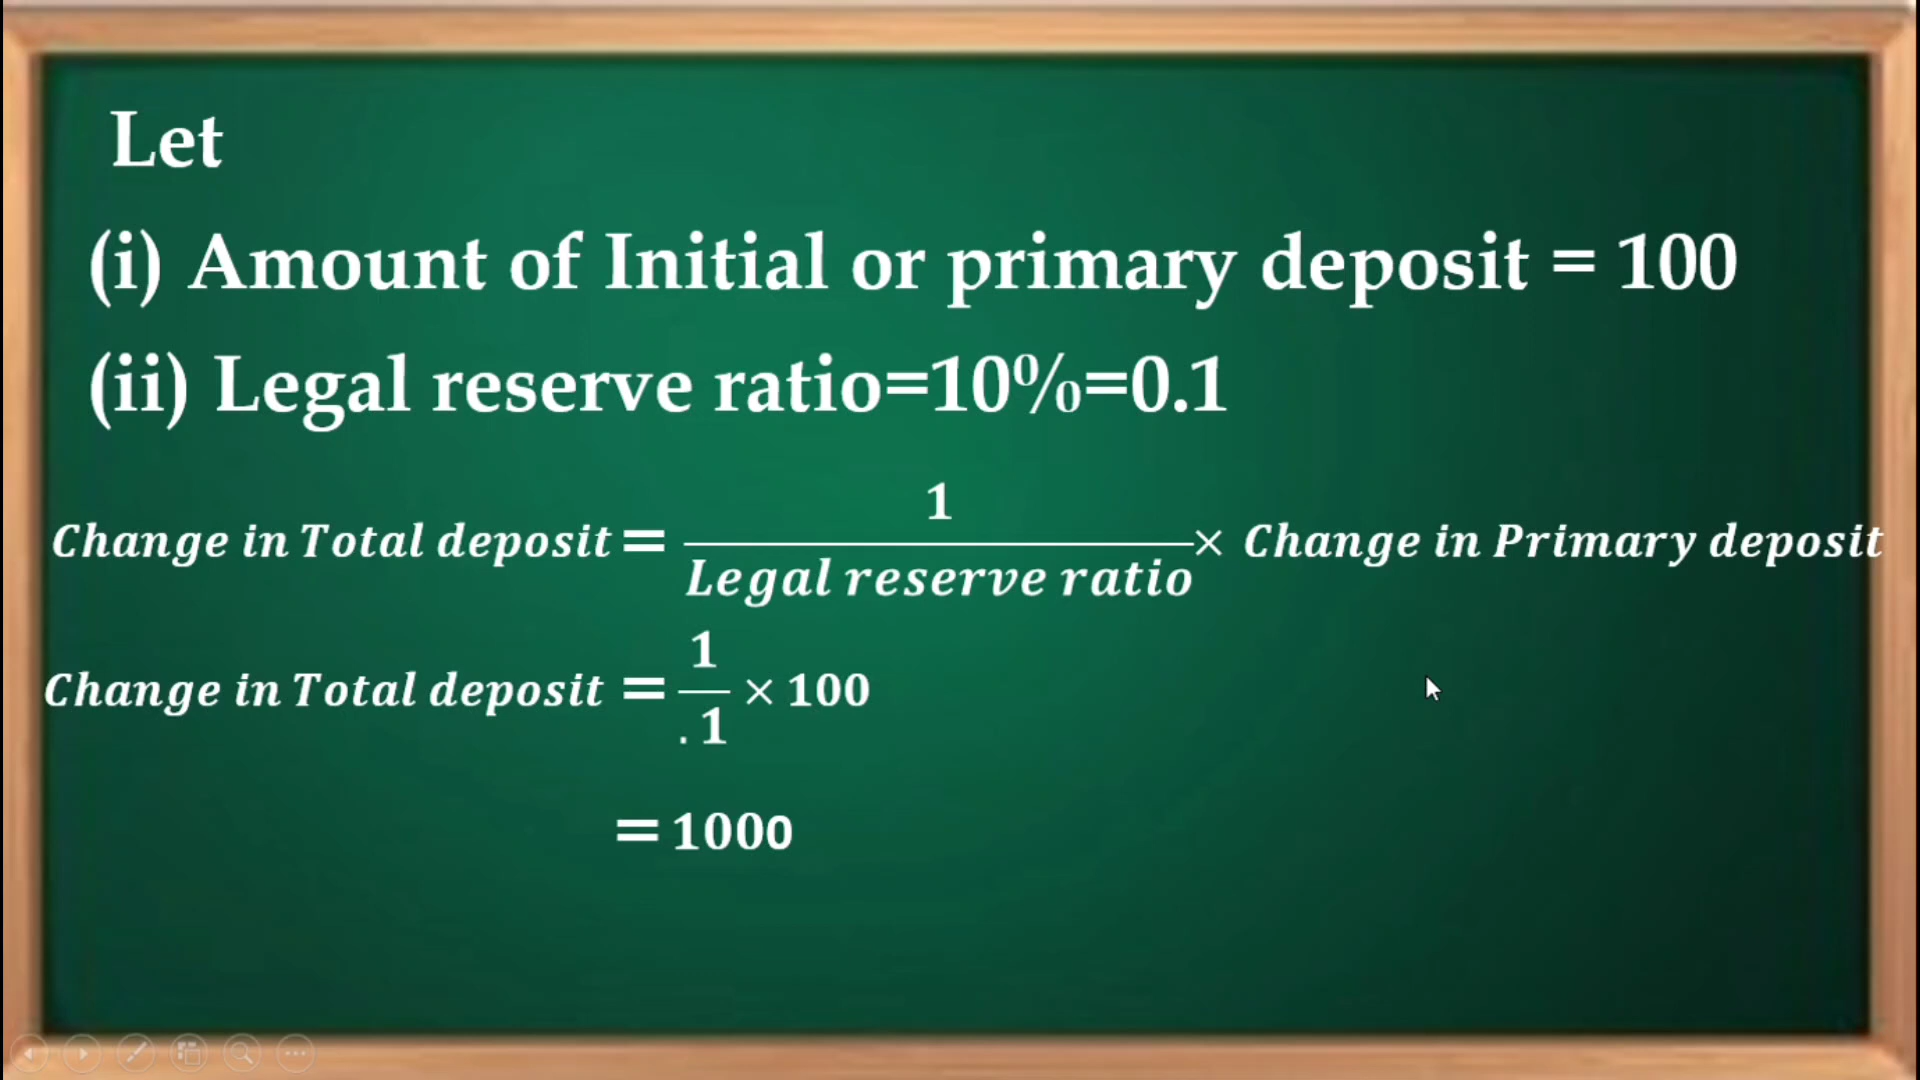 Let
(i) Amount of Initial or primary deposit = 100
(ii) Legal reserve ratio=10%=0.1
Change in Total deposit = 1 / Legal reserve ratio × Change in Primary deposit
Change in Total deposit = 1 / .1 × 100
= 1000